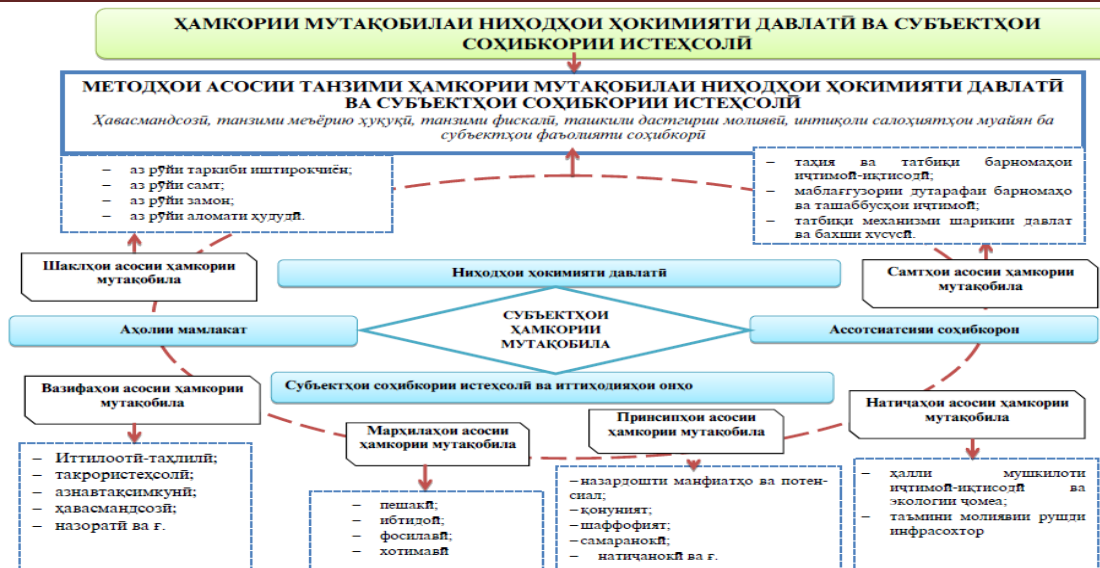 ҲАМКОРИИ МУТАҚОБИЛАИ НИҲОДҲОИ ҲОКИМИЯТИ ДАВЛАТӢ ВА СУБЪЕКТҲОИ
СОҲИБКОРИИ ИСТЕҲСОЛӢ
МЕТОДҲОИ АСОСИИ ТАНЗИМИ ҲАМКОРИИ МУТАҚОБИЛАИ НИҲОДҲОИ ҲОКИМИЯТИ ДАВЛАТӢ
ВА СУБЪЕКТҲОИ СОҲИБКОРИИ ИСТЕҲСОЛӢ
Ҳавасмандсозӣ, танзими меъёрию ҳуқуқӣ, танзими фискалӣ, ташкили дастгирии молиявӣ, интиқоли салоҳиятҳои муайян ба
субъектҳои фаъолияти соҳибкорӣ
– аз рӯйи таркиби иштирокчиён;
– аз рӯйи самт;
– аз рӯйи замон;
– аз рӯйи аломати ҳудудӣ.
– таҳия ва татбиқи барномаҳои
иҷтимоӣ-иқтисодӣ;
– маблағгузории дутарафаи барномаҳо
ва ташаббусҳои иҷтимоӣ;
– татбиқи механизми шарикии давлат
ва бахши хусусӣ.
Шаклҳои асосии ҳамкории
мутақобила
Ниҳодҳои ҳокимияти давлатӣ
Самтҳои асосии ҳамкории
мутақобила
Аҳолии мамлакат
СУБЪЕКТҲОИ
ҲАМКОРИИ
МУТАҚОБИЛА
Ассотсиатсияи соҳибкорон
Вазифаҳои асосии ҳамкории
мутақобила
Субъектҳои соҳибкории истеҳсолӣ ва иттиҳодияҳои онҳо
Марҳилаҳои асосии
ҳамкории мутақобила
Принсипҳои асосии
ҳамкории мутақобила
Натиҷаҳои асосии ҳамкории
мутақобила
– Иттилоотӣ-таҳлилӣ;
– такрористеҳсолӣ;
– азнавтақсимкунӣ;
– ҳавасмандсозӣ;
– назоратӣ ва ғ.
– пешакӣ;
– ибтидоӣ;
– фосилавӣ;
– хотимавӣ
–назардошти манфиатҳо ва потен-
сиал;
–қонуният;
–шаффофият;
–самаранокӣ;
– натиҷанокӣ ва ғ.
– ҳалли мушкилоти
иҷтимоӣ-иқтисодӣ ва
экологии ҷомеа;
– таъмини молиявии рушди
инфрасохтор